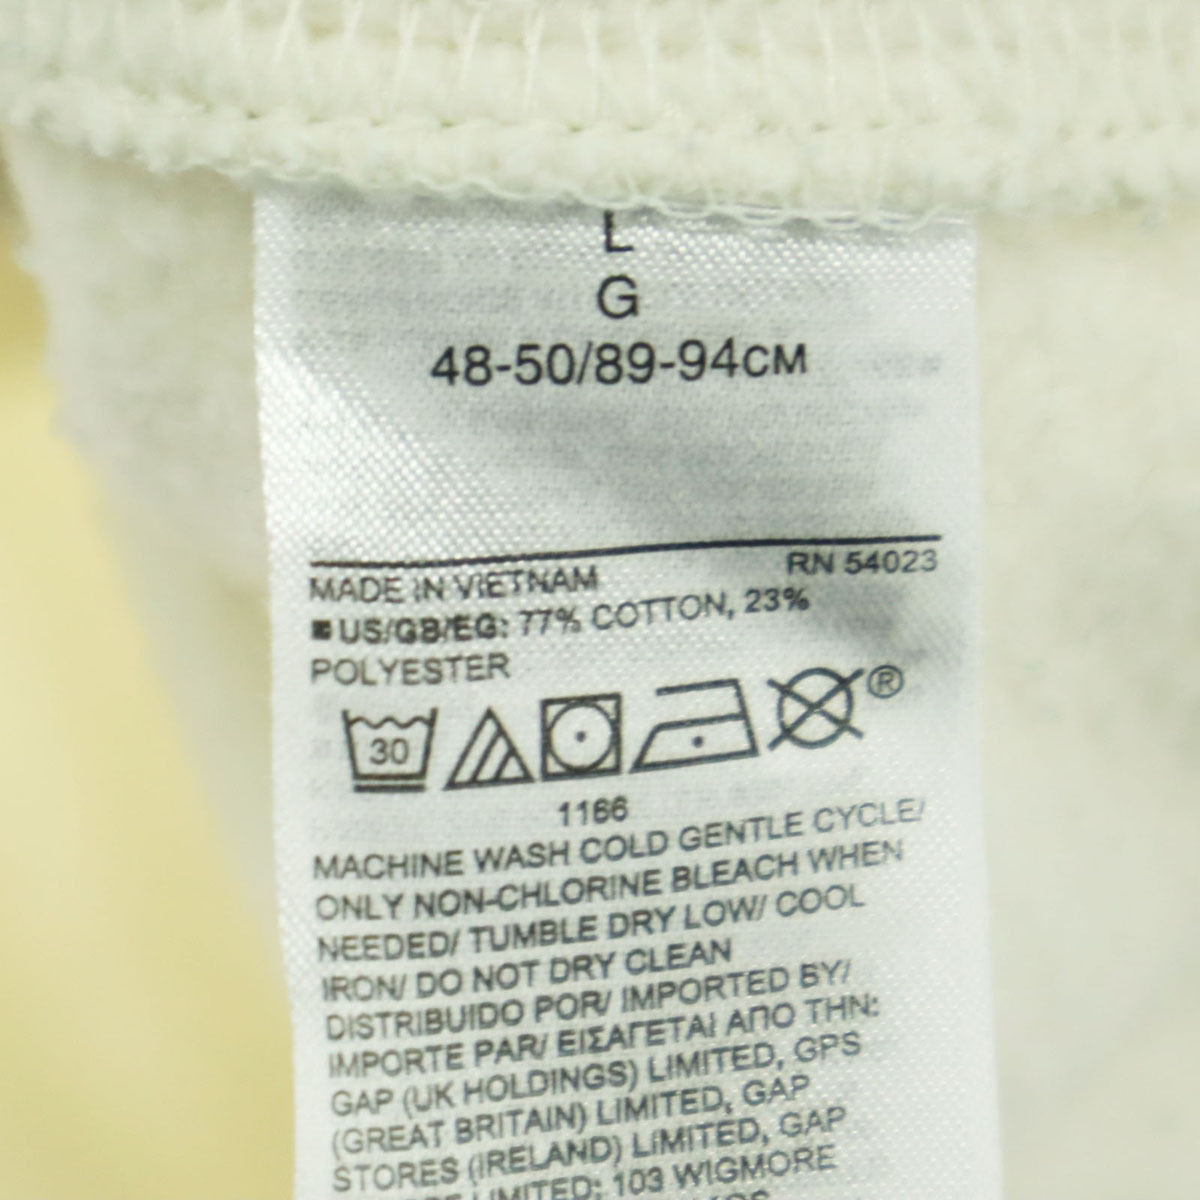 L
G
48-50/89-94CM
RN 54023
MADE IN VIETNAM
US/GB/EG: 77% COTTON, 23%
POLYESTER
30
®
1166
MACHINE WASH COLD GENTLE CYCLE/
ONLY NON-CHLORINE BLEACH WHEN
NEEDED/ TUMBLE DRY LOW/ COOL
IRON/ DO NOT DRY CLEAN
DISTRIBUIDO POR/ IMPORTED BY/
IMPORTE PAR/ ΕΙΣΑΓΕΤΑΙ ΑΠΟ ΤΗΝ:
GAP (UK HOLDINGS) LIMITED, GPS
(GREAT BRITAIN) LIMITED, GAP
STORES (IRELAND) LIMITED, GAP
LIMITED: 103 WIGMORE